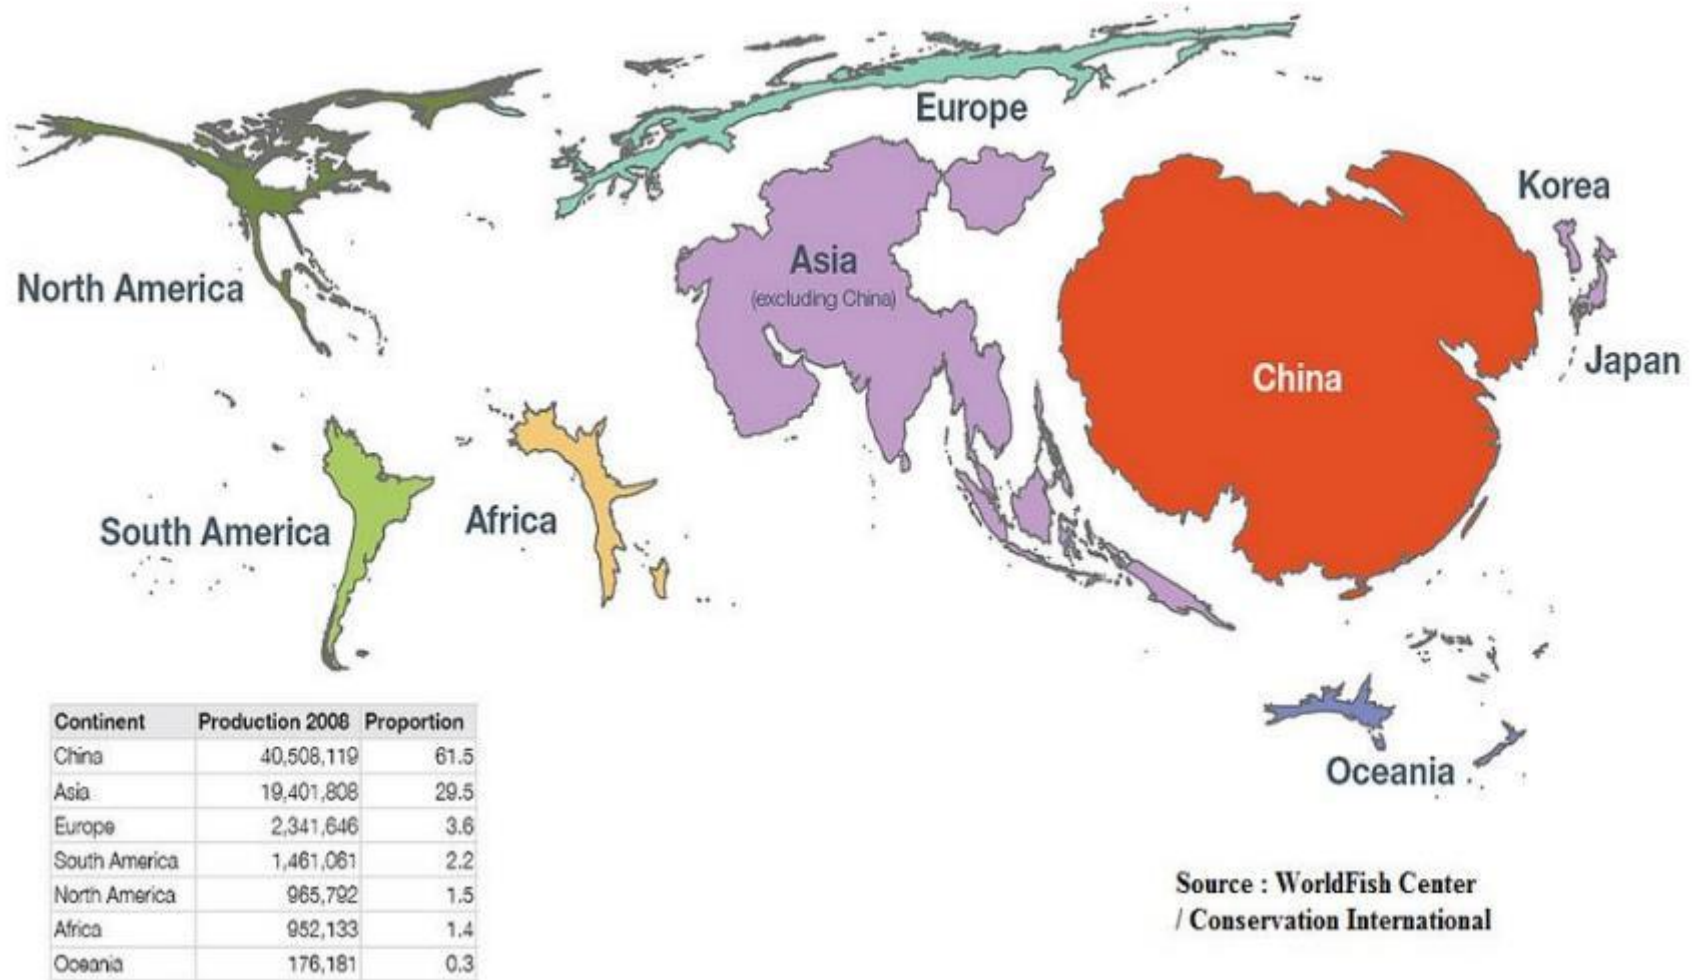 Europe
Korea
Asia
(excluding China)
North America
Japan
China
South America
Africa
Oceania
Continent Production 2008 Proportion
China 40,508,119 61.5
Asia 19,401,808 29.5
Europe 2,341,646 3.6
South America 1,461,061 2.2
North America 965,792 1.5
Africa 952,133 1.4
Oceania 176,181 0.3
Source : WorldFish Center
/ Conservation International